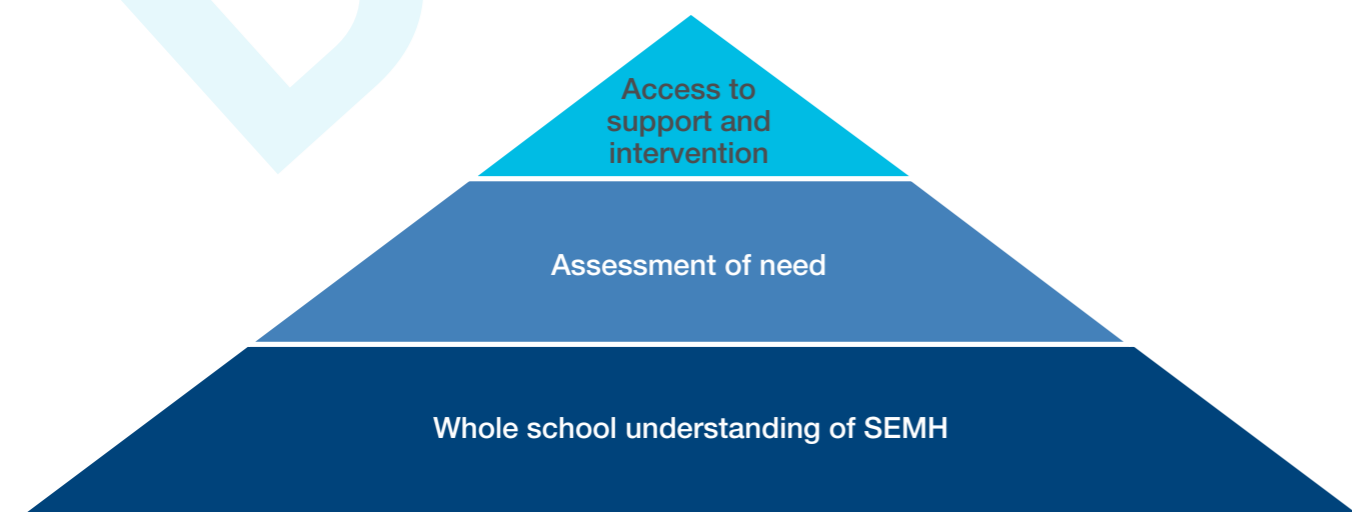 Access to
support and
intervention
Assessment of need
Whole school understanding of SEMH